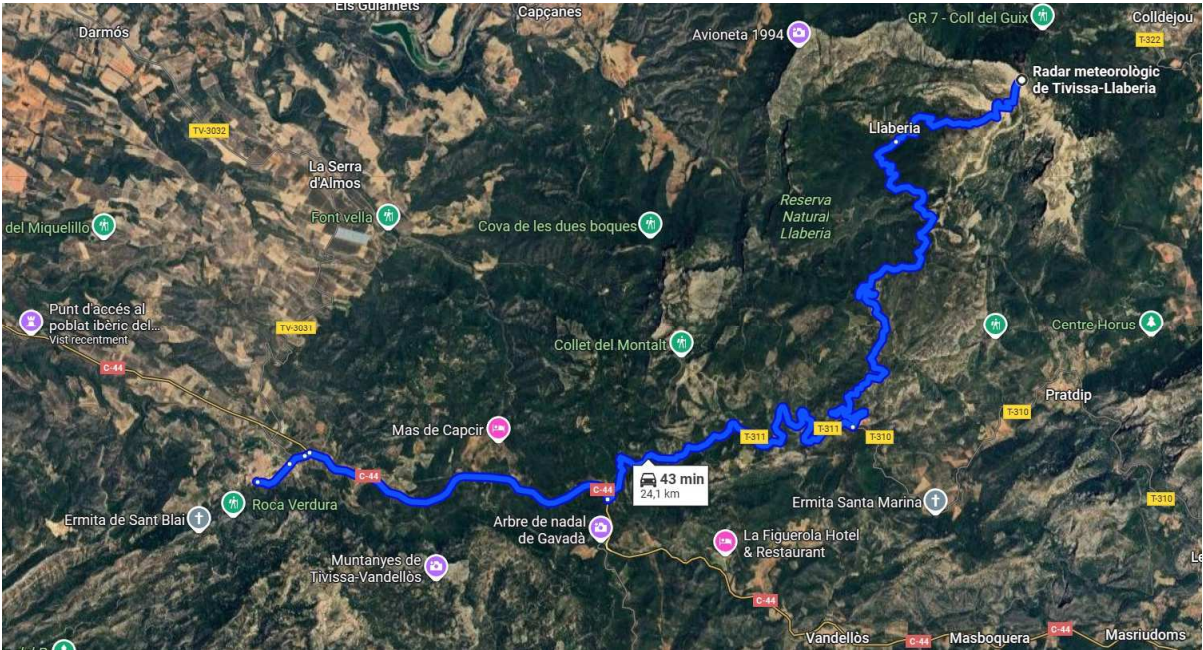 Els Guiamets
Capçanes
GR 7 - Coll del Guix
Colldejou
Darmós
Avioneta 1994
T-322
Radar meteorològic
de Tivissa-Llaberia
TV-3032
Llaberia
La Serra
d'Almos
Reserva
Natural
Llaberia
Font vella
del Miquelillo
Cova de les dues boques
Punt d'accés al
poblat ibèric del...
Vist recentment
TV-3031
Centre Horus
Collet del Montalt
C-44
Pratdip
T-310
Mas de Capcir
T-311
T-311
T-310
C-44
43 min
24,1 km
C-44
Roca Verdura
Ermita Santa Marina
T-310
Ermita de Sant Blai
Arbre de nadal
de Gavadà
La Figuerola Hotel
& Restaurant
Muntanyes de
Tivissa-Vandellòs
C-44
Vandellòs
C-44
Masboquera
C-44
Masriudoms